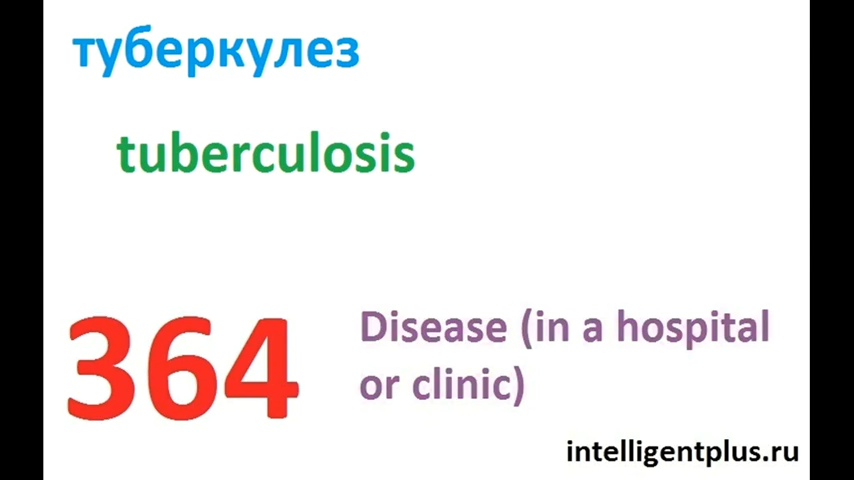 туберкулез
tuberculosis
364
Disease (in a hospital
or clinic)
intelligentplus.ru